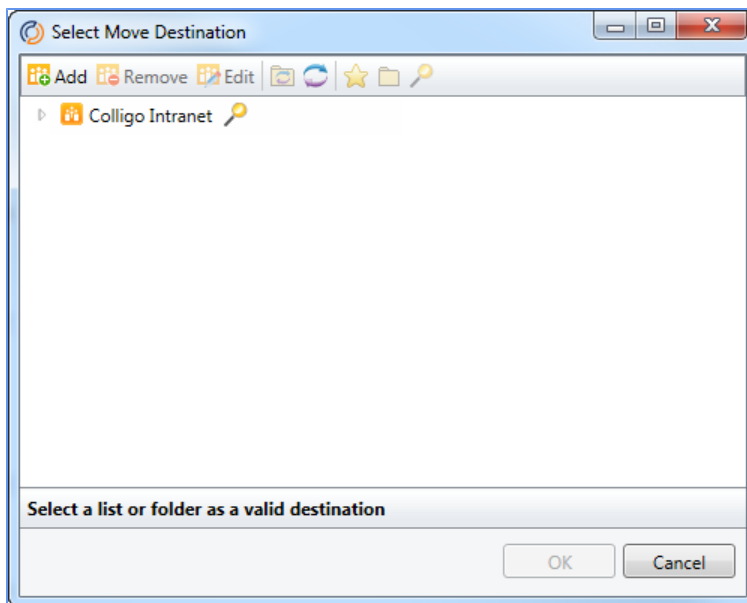 Select Move Destination
Add Remove Edit
Colligo Intranet
Select a list or folder as a valid destination
OK Cancel